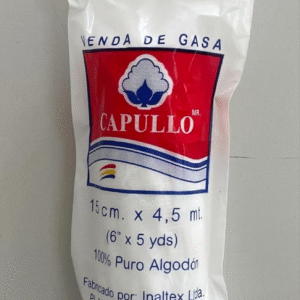 VENDA DE GASA
CAPULLO MR.
15cm. x 4,5 mt.
(6" x 5 yds)
100% Puro Algodón
Fabricado por: Inaltex Ltda.